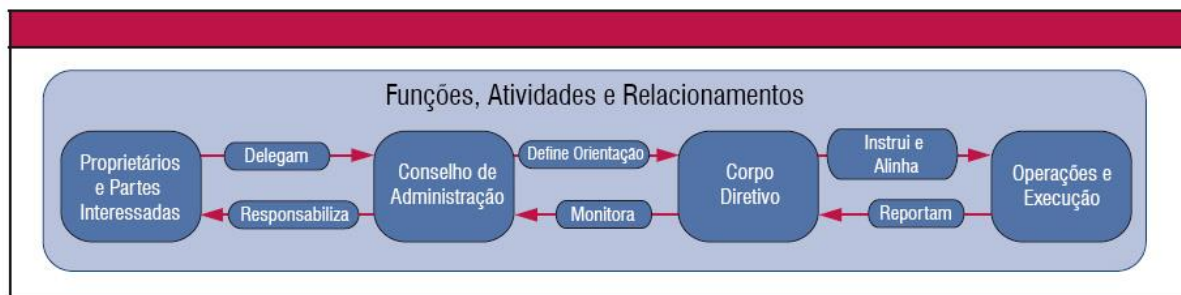 Funções, Atividades e Relacionamentos
Proprietários
e Partes
Interessadas
Delegam
Responsabiliza
Conselho de
Administração
Define Orientação
Monitora
Corpo
Diretivo
Instrui e
Alinha
Reportam
Operações e
Execução